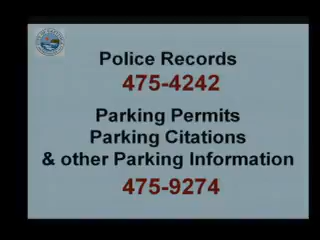 Police Records
475-4242
Parking Permits
Parking Citations
& other Parking Information
475-9274